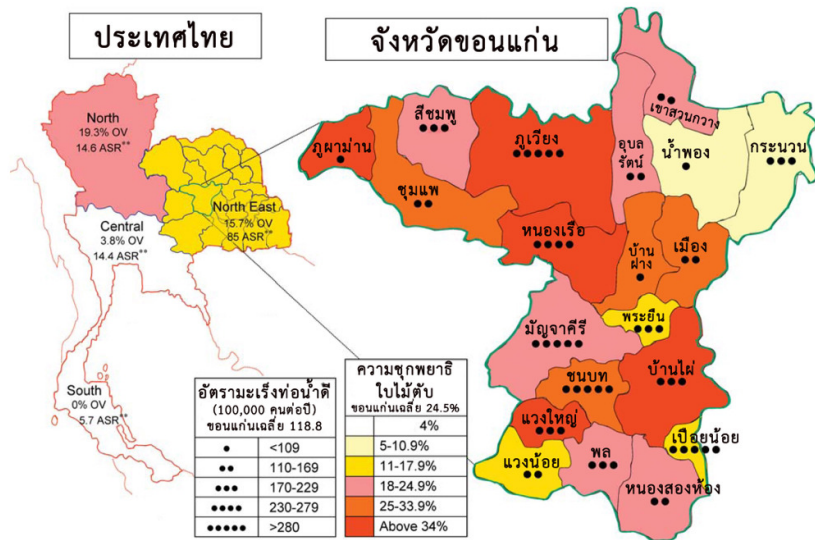 ประเทศไทย
จังหวัดขอนแก่น
North
19.3% OV
14.6 ASR**
North East
15.7% OV
85 ASR**
Central
3.8% OV
14.4 ASR**
South
0% OV
5.7 ASR**
ภูผาม่าน
สีชมพู
ชุมแพ
ภูเวียง
หนองเรือ
อุบล
รัตน์
เขาสวนกวาง
น้ำพอง
กระนวน
บ้าน
ฝาง
เมือง
พระยืน
มัญจาคีรี
ชนบท
บ้านไผ่
แวงใหญ่
แวงน้อย
พล
เปือยน้อย
หนองสองห้อง
อัตรามะเร็งท่อน้ำดี
(100,000 คนต่อปี)
ขอนแก่นเฉลี่ย 118.8
• <109
•• 110-169
••• 170-229
•••• 230-279
••••• >280
ความชุกพยาธิ
ใบไม้ตับ
ขอนแก่นเฉลี่ย 24.5%
4%
5-10.9%
11-17.9%
18-24.9%
25-33.9%
Above 34%